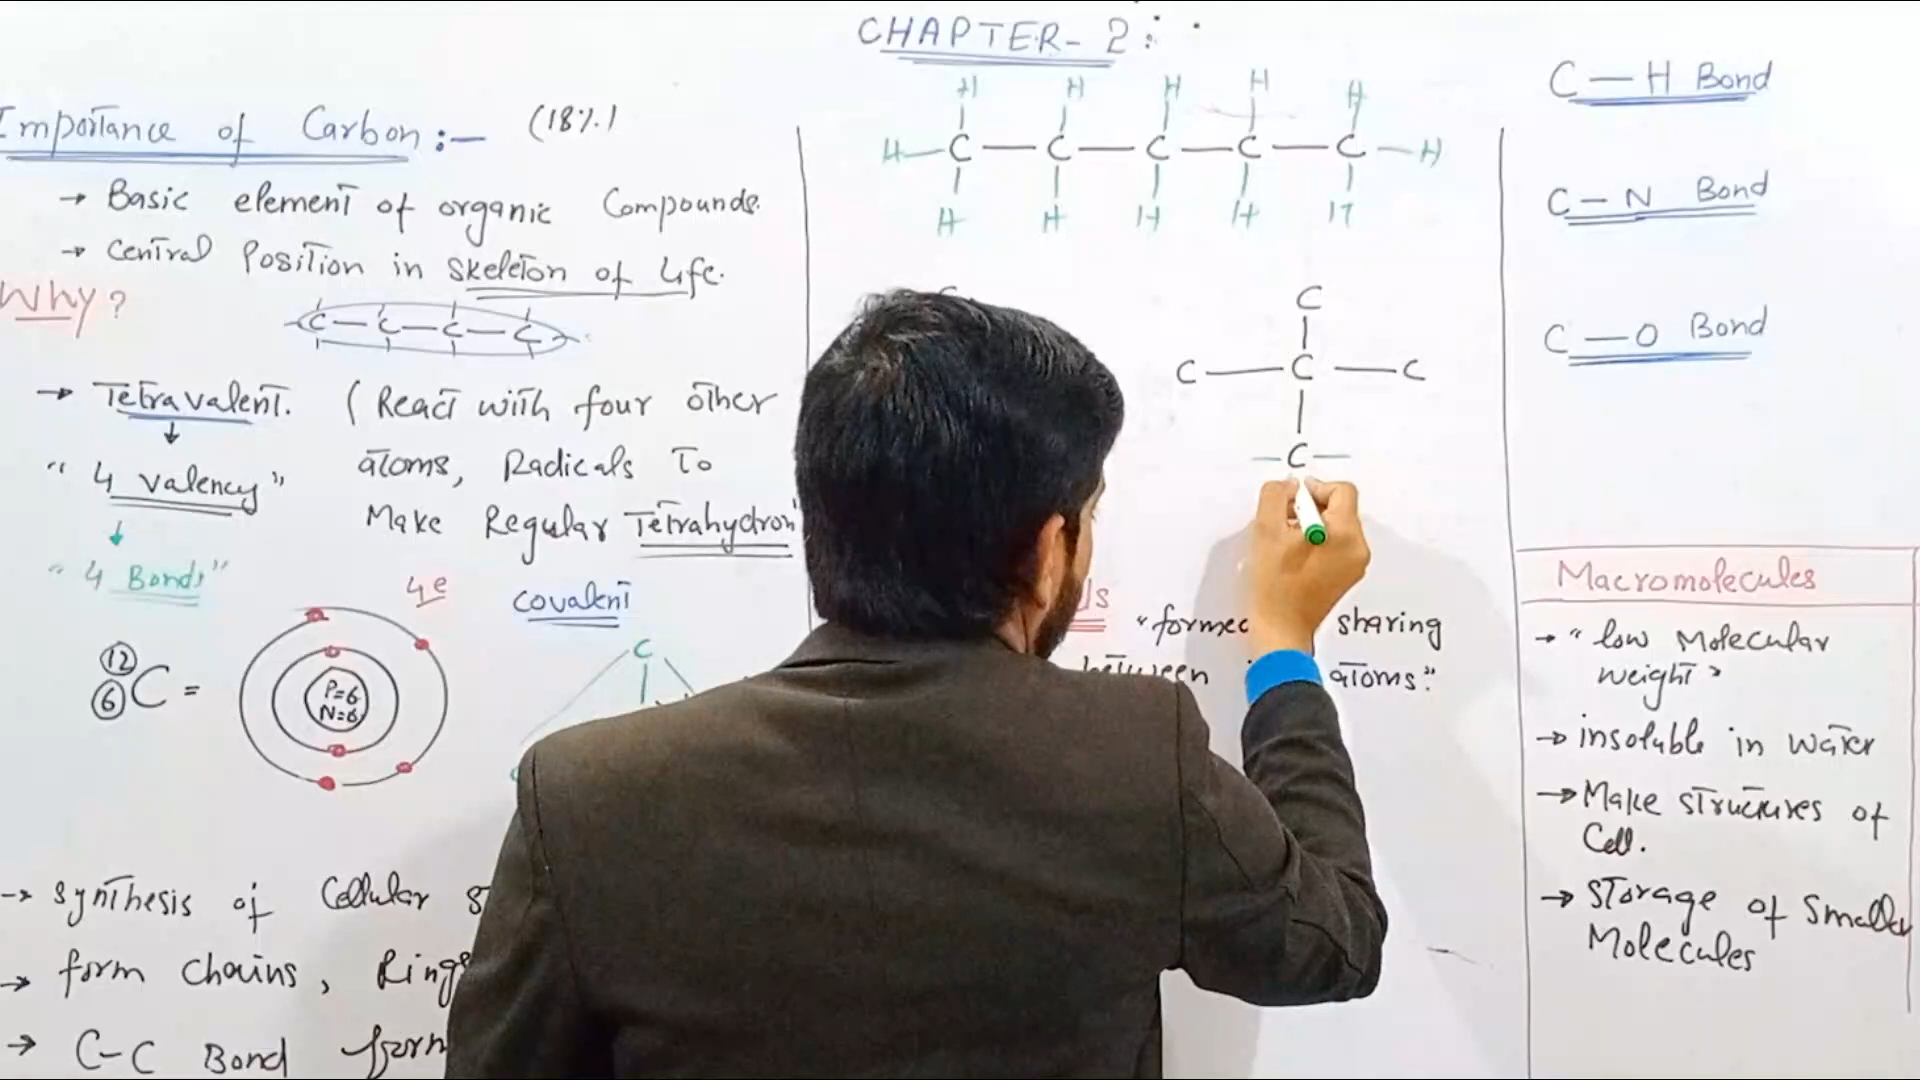 CHAPTER- 2:
Importance of Carbon:— (18%)
→ Basic element of organic Compounds.
→ Central Position in skeleton of life.
Why?
C — C — C — C
→ Tetravalent. (React with four other
atoms, Radicals To
Make Regular Tetrahydron"
"4 valency"
"4 Bonds"
4e
covalent
12
6 C =
P=6
N=6
C
→ synthesis of Cellular
→ form chains, Rings
→ C-C Bond form
H H H H H
H — C — C — C — C — C — H
H H H H H
C
C — C — C
— C —
"formed sharing
between atoms."
C — H Bond
C — N Bond
C — O Bond
Macromolecules
→ "low Molecular
weight"
→ insoluble in water
→ Make structures of
Cell.
→ Storage of Smaller
Molecules